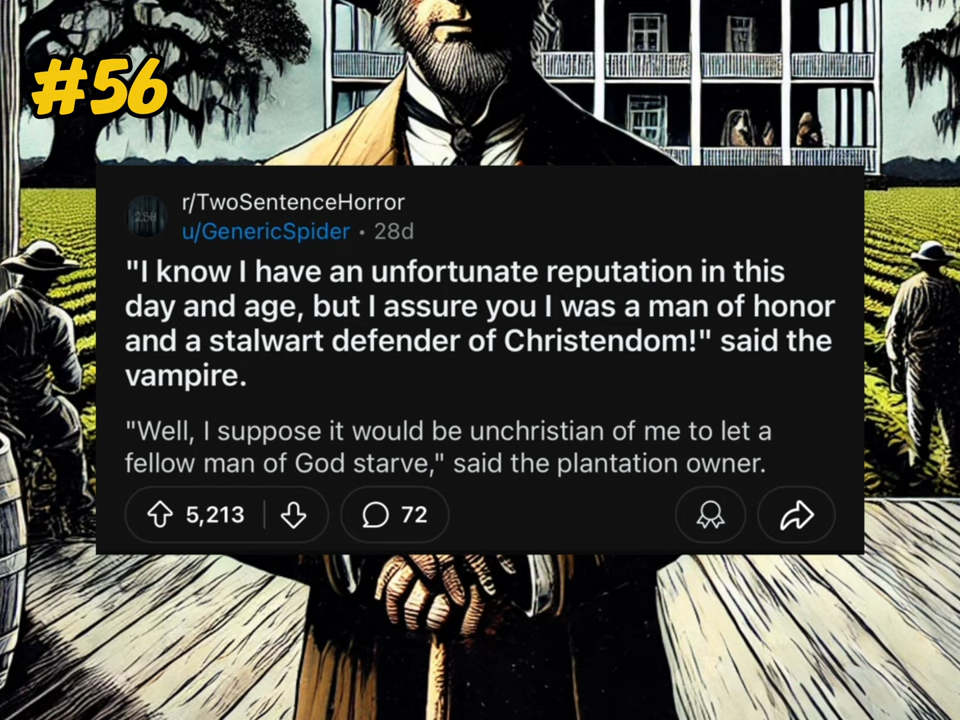 #56
r/TwoSentenceHorror
u/GenericSpider • 28d
"I know I have an unfortunate reputation in this
day and age, but I assure you I was a man of honor
and a stalwart defender of Christendom!" said the
vampire.
"Well, I suppose it would be unchristian of me to let a
fellow man of God starve," said the plantation owner.
5,213 72